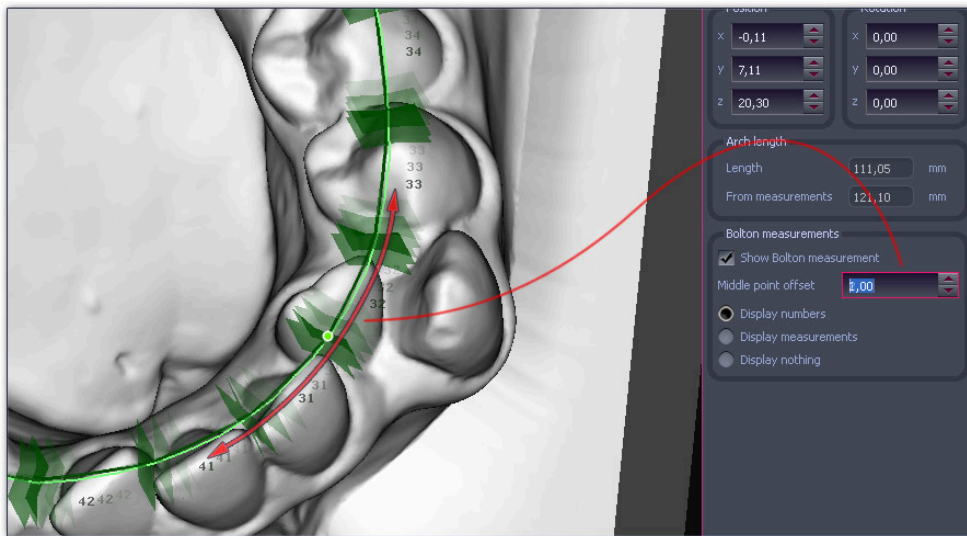 Position
Rotation
x -0,11
x 0,00
y 7,11
y 0,00
z 20,30
z 0,00
Arch length
Length 111,05 mm
From measurements 121,10 mm
Bolton measurements
Show Bolton measurement
Middle point offset ,00
Display numbers
Display measurements
Display nothing
34
34
33
33
33
32
32
32
31
31
41 41
42 42 42